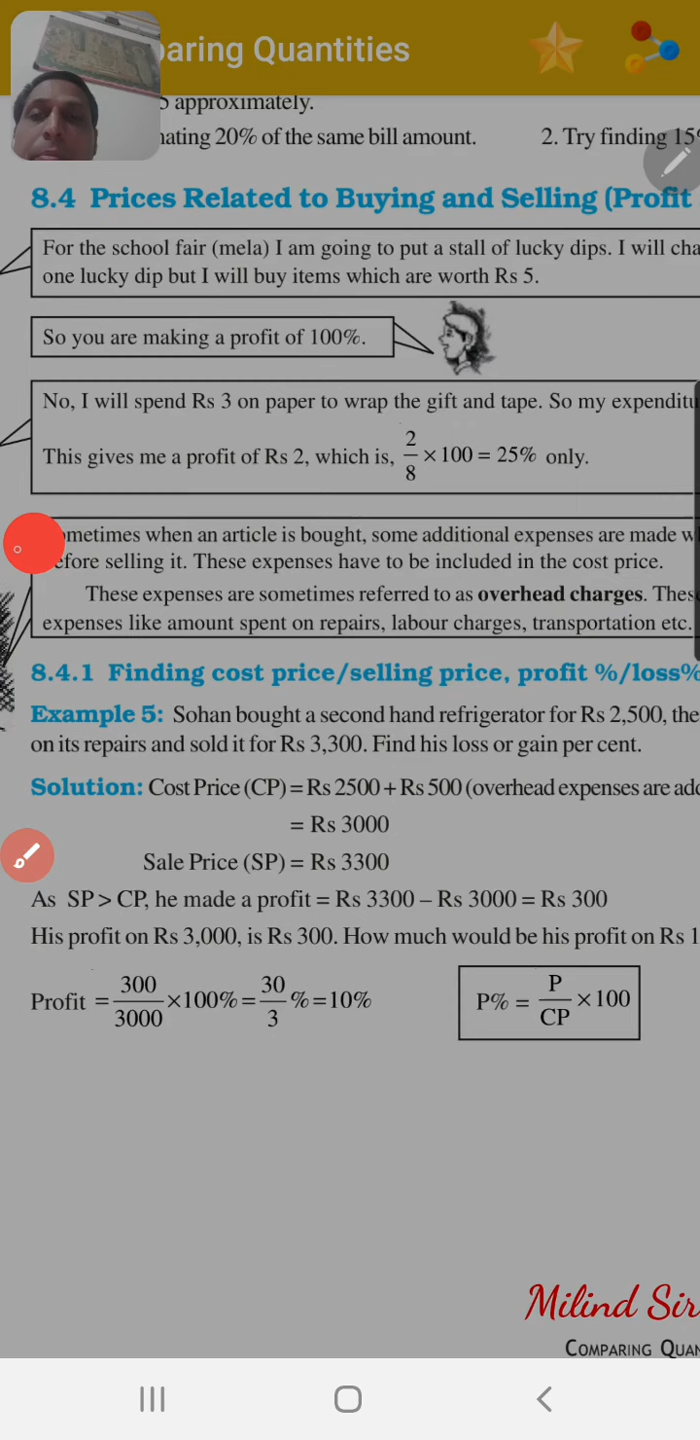 paring Quantities
5 approximately.
nating 20% of the same bill amount. 2. Try finding 15%
8.4 Prices Related to Buying and Selling (Profit
For the school fair (mela) I am going to put a stall of lucky dips. I will cha
one lucky dip but I will buy items which are worth Rs 5.
So you are making a profit of 100%.
No, I will spend Rs 3 on paper to wrap the gift and tape. So my expenditu
This gives me a profit of Rs 2, which is, 2/8 × 100 = 25% only.
ometimes when an article is bought, some additional expenses are made w
efore selling it. These expenses have to be included in the cost price.
These expenses are sometimes referred to as overhead charges. Thes
expenses like amount spent on repairs, labour charges, transportation etc.
8.4.1 Finding cost price/selling price, profit %/loss%
Example 5: Sohan bought a second hand refrigerator for Rs 2,500, the
on its repairs and sold it for Rs 3,300. Find his loss or gain per cent.
Solution: Cost Price (CP) = Rs 2500 + Rs 500 (overhead expenses are add
= Rs 3000
Sale Price (SP) = Rs 3300
As SP > CP, he made a profit = Rs 3300 – Rs 3000 = Rs 300
His profit on Rs 3,000, is Rs 300. How much would be his profit on Rs 1
Profit = 300/3000 ×100% = 30/3 % = 10% P% = P/CP × 100
Milind Sir
COMPARING QUAN